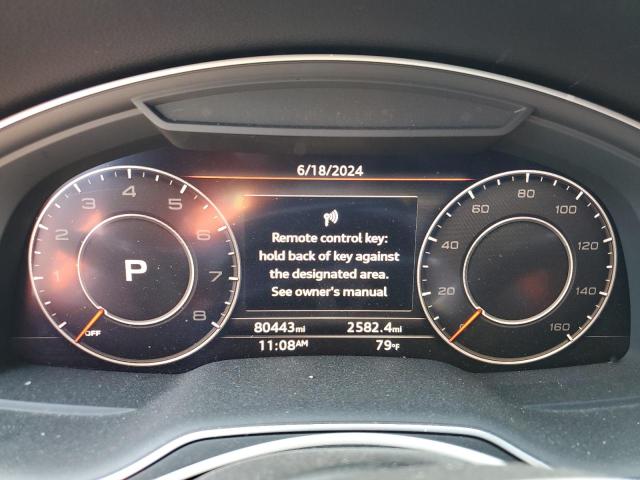 6/18/2024
1 2 3 4 5 6 7 8
P
OFF
Remote control key:
hold back of key against
the designated area.
See owner's manual
0 20 40 60 80 100 120 140 160
80443mi 2582.4mi
11:08AM 79°F